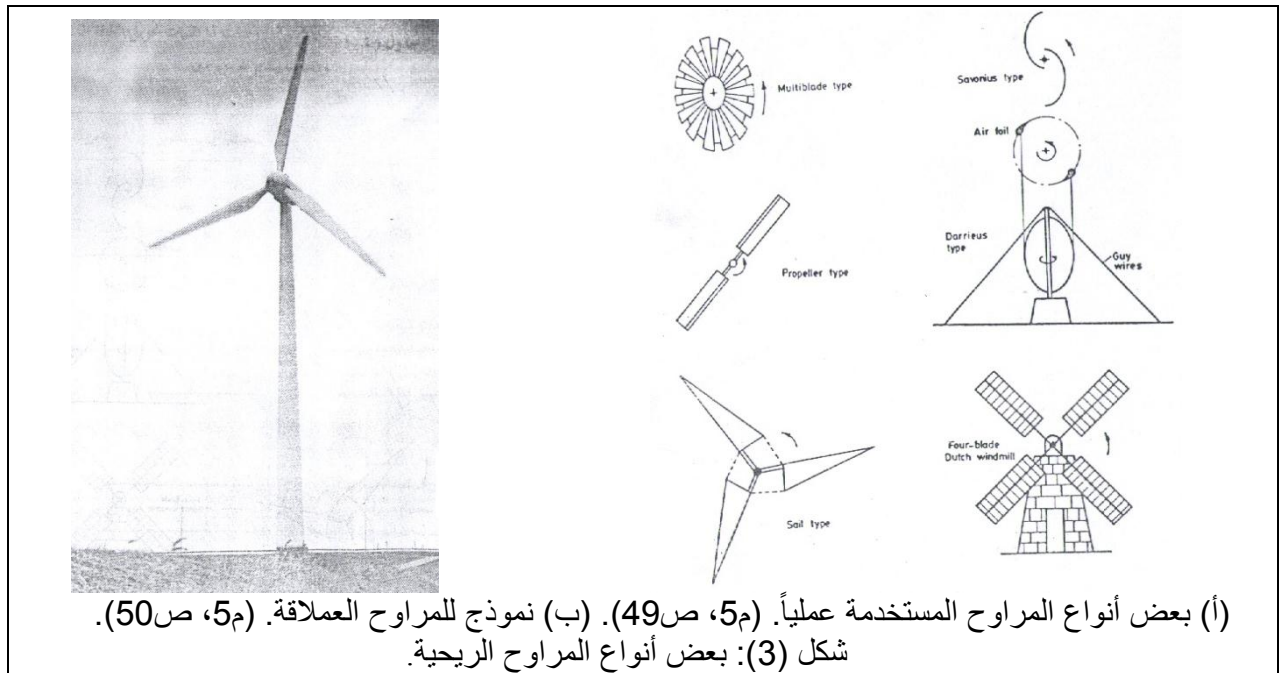 Multiblade type
Savonius type
Air foil
Propeller type
Darrieus
type
Guy
wires
Sail type
Four-blade
Dutch windmill
(أ) بعض أنواع المراوح المستخدمة عملياً. (م5، ص49). (ب) نموذج للمراوح العملاقة. (م5، ص50).
شكل (3): بعض أنواع المراوح الريحية.